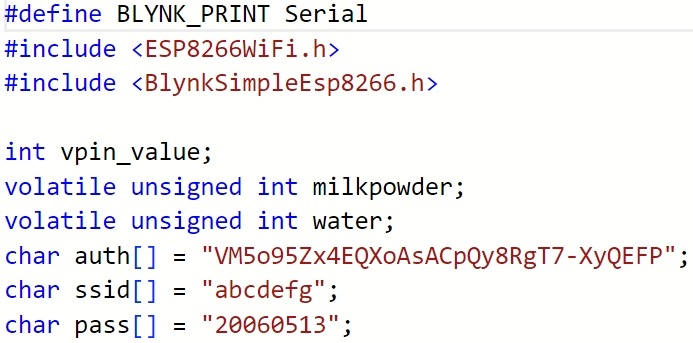 #define BLYNK_PRINT Serial
#include <ESP8266WiFi.h>
#include <BlynkSimpleEsp8266.h>
int vpin_value;
volatile unsigned int milkpowder;
volatile unsigned int water;
char auth[] = "VM5o95Zx4EQXoAsACpQy8RgT7-XyQEFP";
char ssid[] = "abcdefg";
char pass[] = "20060513";